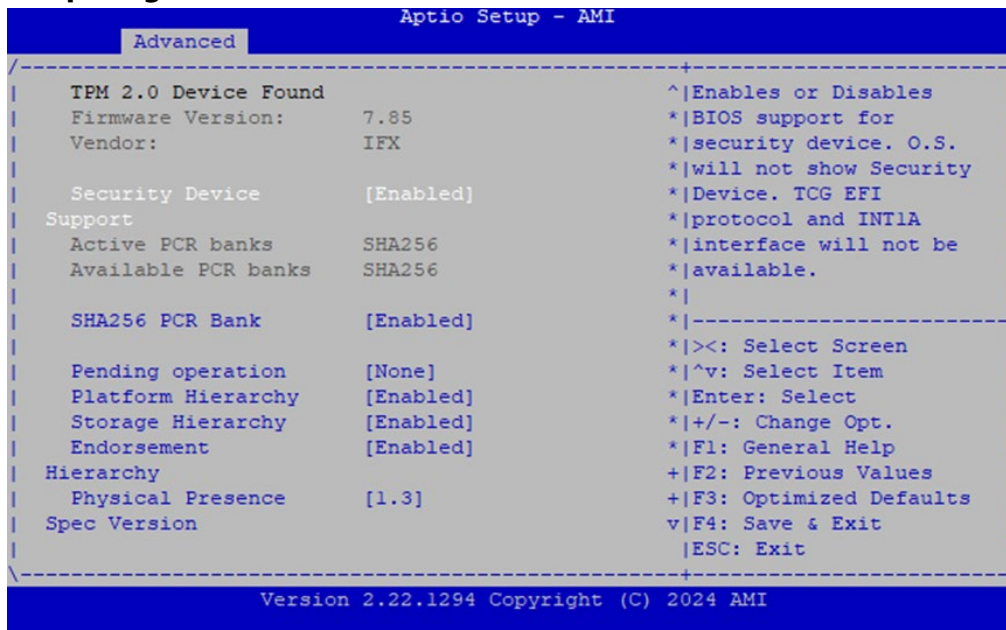 Aptio Setup - AMI
Advanced
/----------------------------------------------------+------------------------
| TPM 2.0 Device Found ^|Enables or Disables
| Firmware Version: 7.85 *|BIOS support for
| Vendor: IFX *|security device. O.S.
| *|will not show Security
| Security Device [Enabled] *|Device. TCG EFI
| Support *|protocol and INT1A
| Active PCR banks SHA256 *|interface will not be
| Available PCR banks SHA256 *|available.
| *|
| SHA256 PCR Bank [Enabled] *|------------------------
| *|><: Select Screen
| Pending operation [None] *|^v: Select Item
| Platform Hierarchy [Enabled] *|Enter: Select
| Storage Hierarchy [Enabled] *|+/-: Change Opt.
| Endorsement [Enabled] *|F1: General Help
| Hierarchy +|F2: Previous Values
| Physical Presence [1.3] +|F3: Optimized Defaults
| Spec Version v|F4: Save & Exit
| |ESC: Exit
\----------------------------------------------------+------------------------
Version 2.22.1294 Copyright (C) 2024 AMI